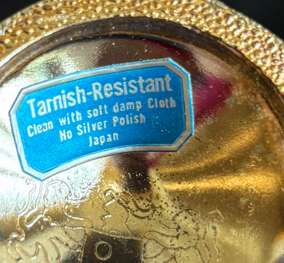 Tarnish-Resistant
Clean with soft damp Cloth
No Silver Polish
Japan